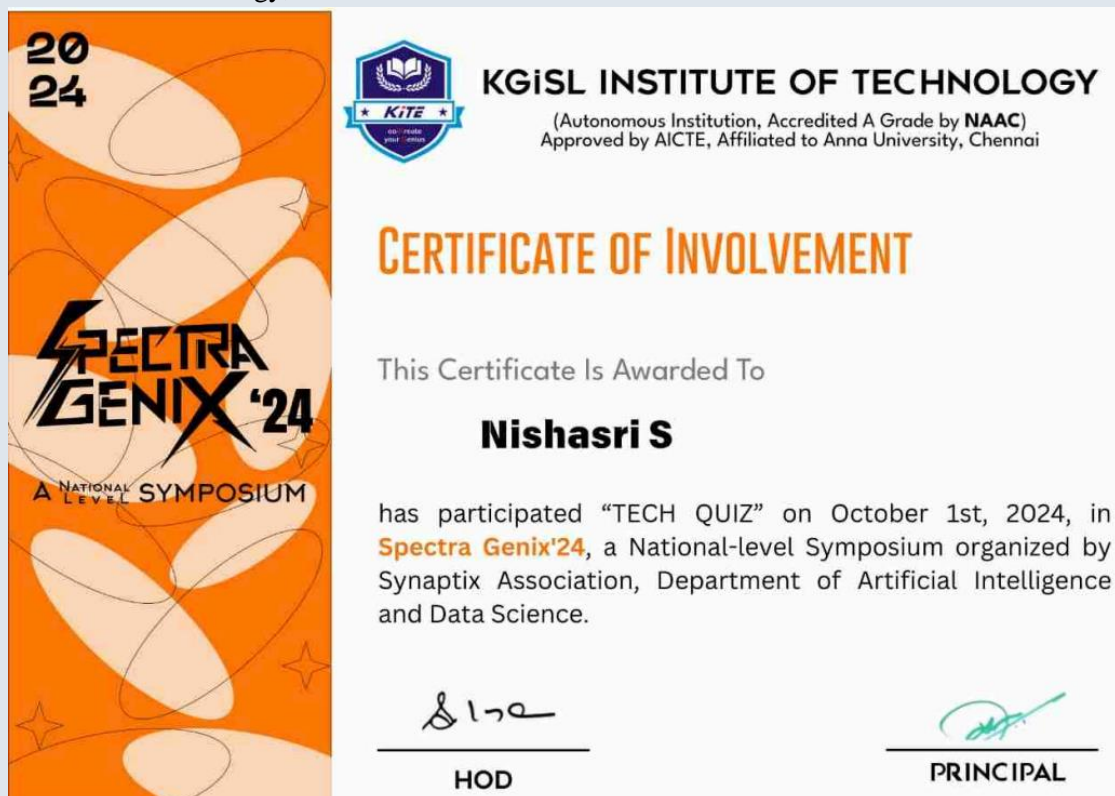 20
24
SPECTRA
GENIX '24
A NATIONAL LEVEL SYMPOSIUM
KiTE
KGiSL INSTITUTE OF TECHNOLOGY
(Autonomous Institution, Accredited A Grade by NAAC)
Approved by AICTE, Affiliated to Anna University, Chennai
CERTIFICATE OF INVOLVEMENT
This Certificate Is Awarded To
Nishasri S
has participated “TECH QUIZ” on October 1st, 2024, in
Spectra Genix'24, a National-level Symposium organized by
Synaptix Association, Department of Artificial Intelligence
and Data Science.
HOD
PRINCIPAL